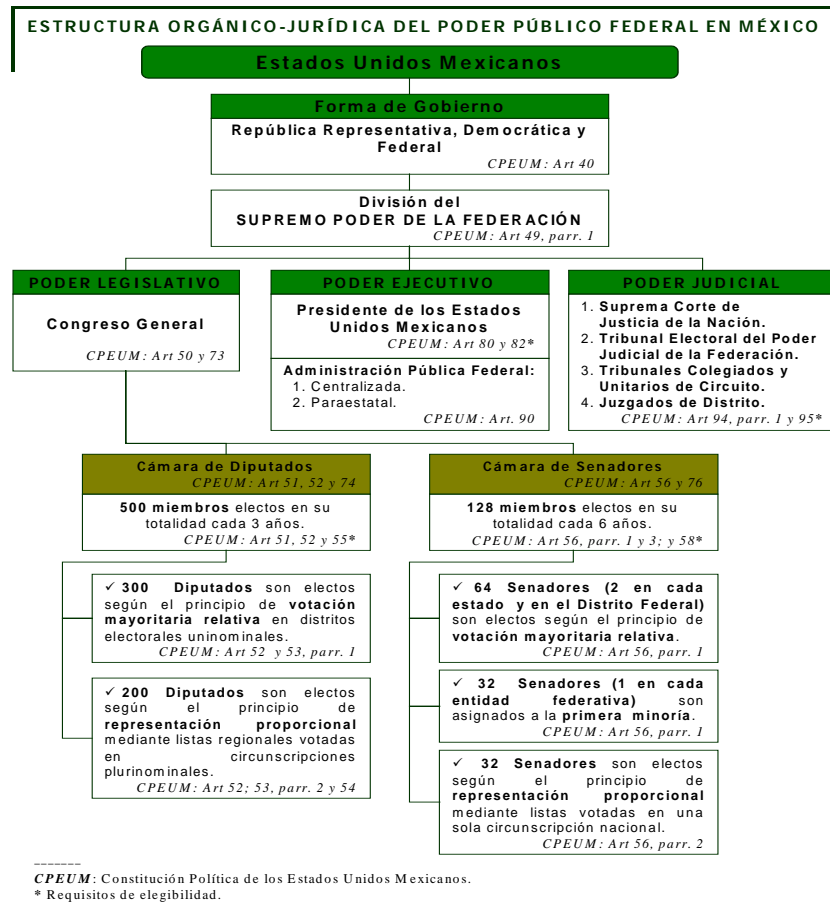 ESTRUCTURA ORGÁNICO-JURÍDICA DEL PODER PÚBLICO FEDERAL EN MÉXICO
Estados Unidos Mexicanos
Forma de Gobierno
República Representativa, Democrática y
Federal
CPEUM: Art 40
División del
SUPREMO PODER DE LA FEDERACIÓN
CPEUM: Art 49, parr. 1
PODER LEGISLATIVO
Congreso General
CPEUM: Art 50 y 73
PODER EJECUTIVO
Presidente de los Estados
Unidos Mexicanos
CPEUM: Art 80 y 82*
Administración Pública Federal:
1. Centralizada.
2. Paraestatal.
CPEUM: Art. 90
PODER JUDICIAL
1. Suprema Corte de
Justicia de la Nación.
2. Tribunal Electoral del Poder
Judicial de la Federación.
3. Tribunales Colegiados y
Unitarios de Circuito.
4. Juzgados de Distrito.
CPEUM: Art 94, parr. 1 y 95*
Cámara de Diputados
CPEUM: Art 51, 52 y 74
500 miembros electos en su
totalidad cada 3 años.
CPEUM: Art 51, 52 y 55*
✓ 300 Diputados son electos
según el principio de votación
mayoritaria relativa en distritos
electorales uninominales.
CPEUM: Art 52 y 53, parr. 1
✓ 200 Diputados son electos
según el principio de
representación proporcional
mediante listas regionales votadas
en circunscripciones
plurinominales.
CPEUM: Art 52; 53, parr. 2 y 54
Cámara de Senadores
CPEUM: Art 56 y 76
128 miembros electos en su
totalidad cada 6 años.
CPEUM: Art 56, parr. 1 y 3; y 58*
✓ 64 Senadores (2 en cada
estado y en el Distrito Federal)
son electos según el principio de
votación mayoritaria relativa.
CPEUM: Art 56, parr. 1
✓ 32 Senadores (1 en cada
entidad federativa) son
asignados a la primera minoría.
CPEUM: Art 56, parr. 1
✓ 32 Senadores son electos
según el principio de
representación proporcional
mediante listas votadas en una
sola circunscripción nacional.
CPEUM: Art 56, parr. 2
_______
CPEUM: Constitución Política de los Estados Unidos Mexicanos.
* Requisitos de elegibilidad.